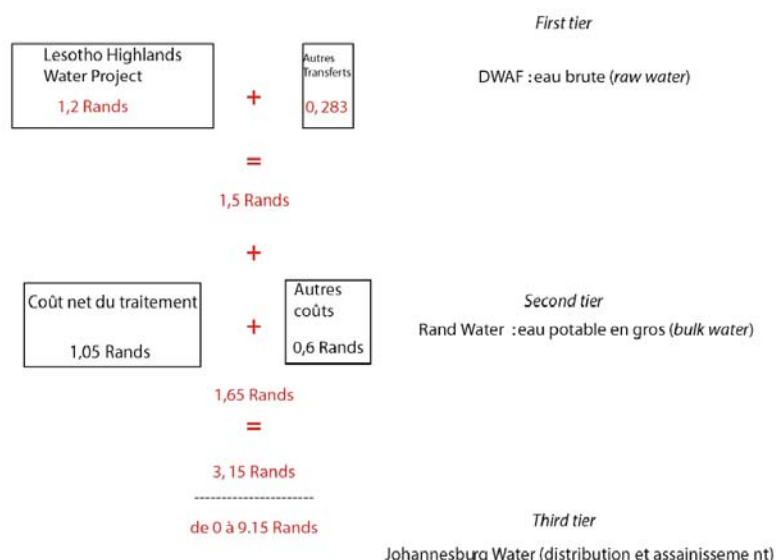 First tier
Lesotho Highlands
Water Project
1,2 Rands
+
Autres
Transferts
0, 283
DWAF : eau brute (raw water)
=
1,5 Rands
+
Coût net du traitement
1,05 Rands
+
Autres
coûts
0,6 Rands
Second tier
Rand Water : eau potable en gros (bulk water)
1,65 Rands
=
3, 15 Rands
----------------------
de 0 à 9.15 Rands
Third tier
Johannesburg Water (distribution et assainisseme nt)